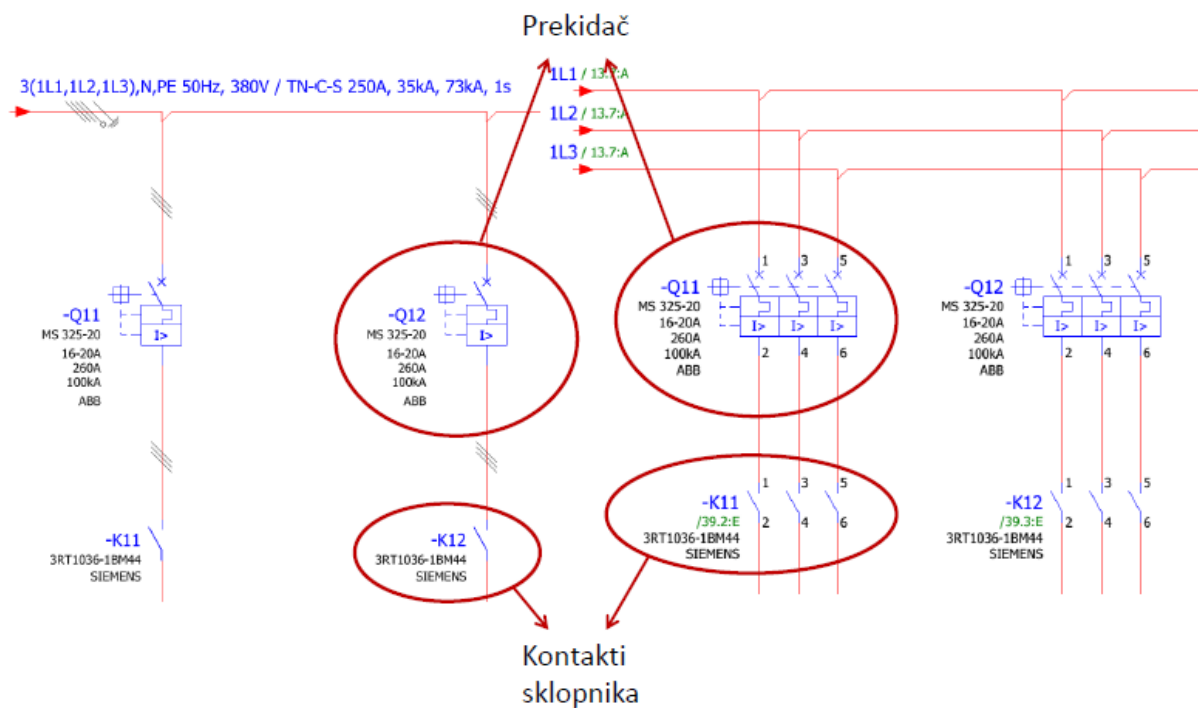 Prekidač
3(1L1,1L2,1L3),N,PE 50Hz, 380V / TN-C-S 250A, 35kA, 73kA, 1s
1L1 / 13.7:A
1L2 / 13.7:A
1L3 / 13.7:A
-Q11
MS 325-20
16-20A
260A
100kA
ABB
I>
-Q12
MS 325-20
16-20A
260A
100kA
ABB
I>
1 3 5
-Q11
MS 325-20
16-20A
260A
100kA
ABB
I> I> I>
2 4 6
1 3 5
-Q12
MS 325-20
16-20A
260A
100kA
ABB
I> I> I>
2 4 6
-K11
3RT1036-1BM44
SIEMENS
-K12
3RT1036-1BM44
SIEMENS
1 3 5
-K11
/39.2:E
2 4 6
3RT1036-1BM44
SIEMENS
1 3 5
-K12
/39.3:E
2 4 6
3RT1036-1BM44
SIEMENS
Kontakti
sklopnika